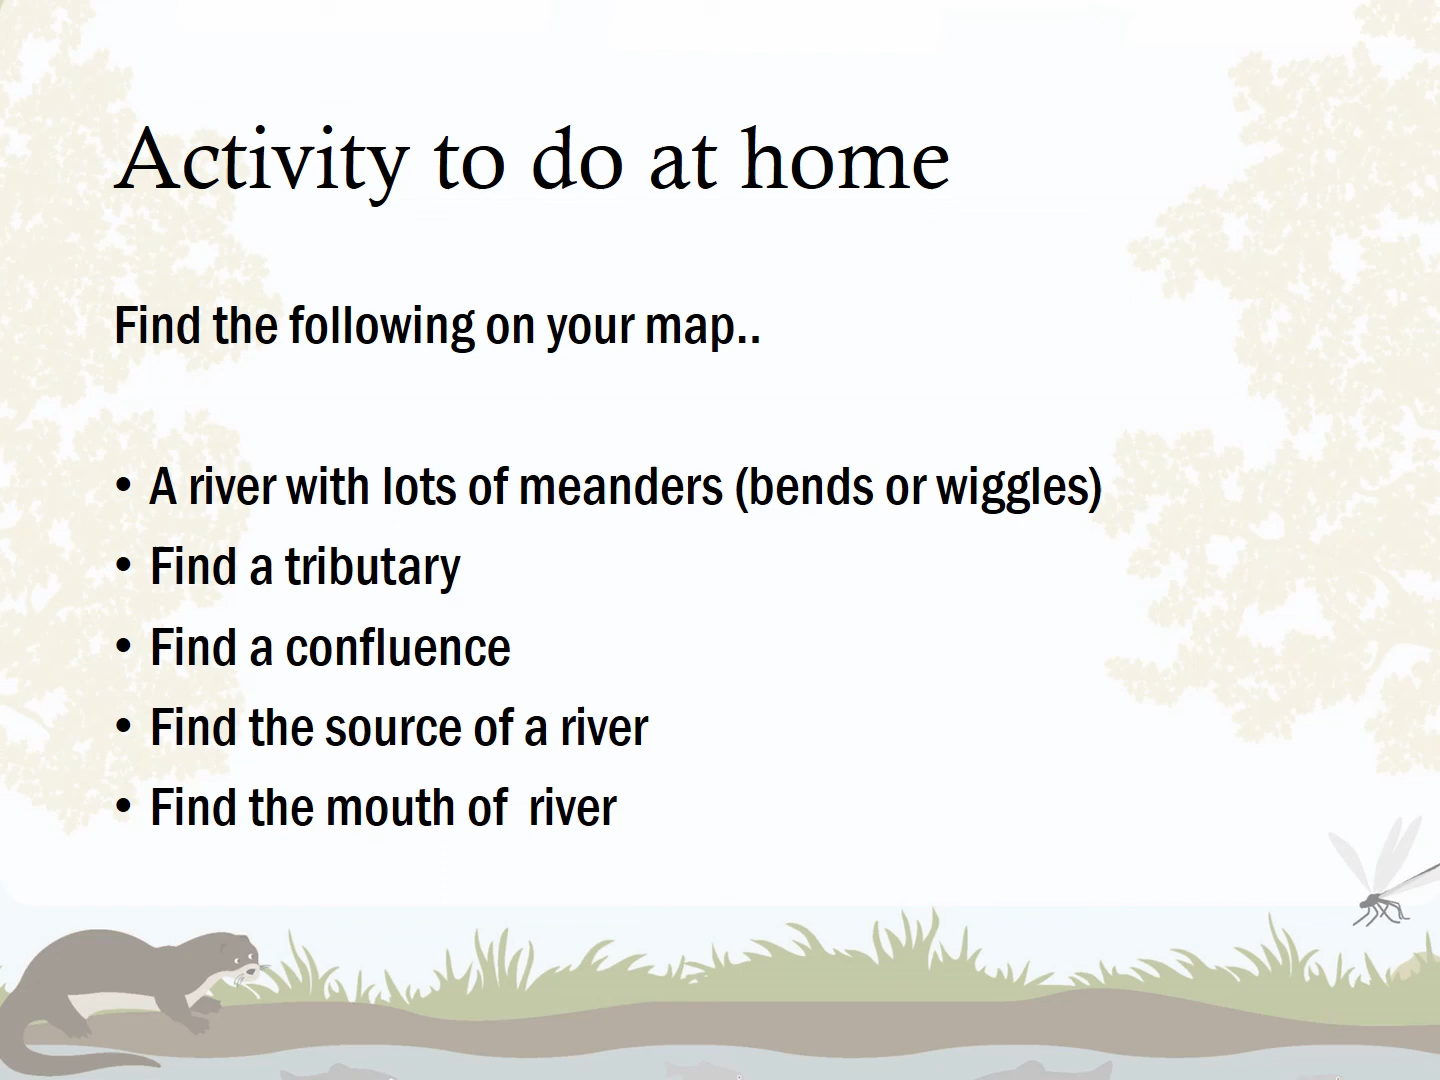 Activity to do at home
Find the following on your map..
• A river with lots of meanders (bends or wiggles)
• Find a tributary
• Find a confluence
• Find the source of a river
• Find the mouth of  river